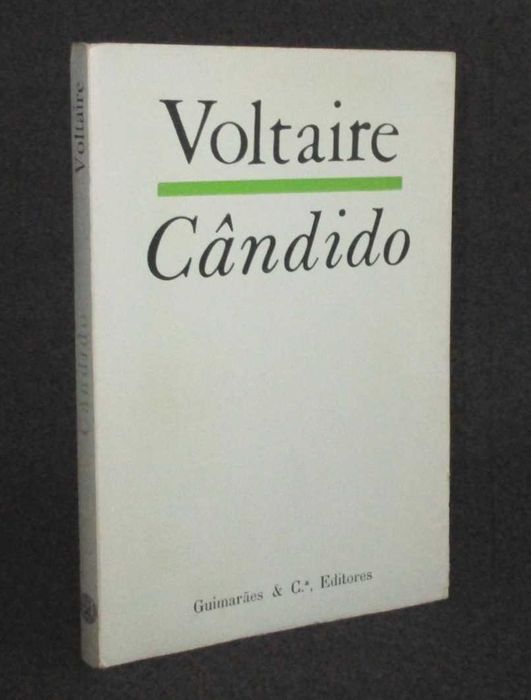 Voltaire
Cândido
Guimarães & C.ª, Editores
Voltaire
Cândido